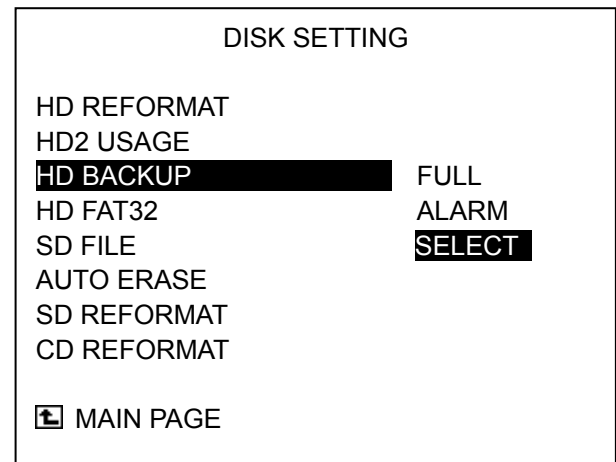 DISK SETTING
HD REFORMAT
HD2 USAGE
HD BACKUP FULL
HD FAT32 ALARM
SD FILE SELECT
AUTO ERASE
SD REFORMAT
CD REFORMAT
MAIN PAGE